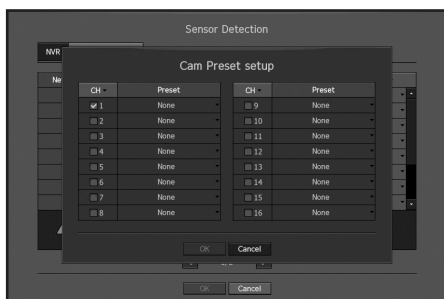 Sensor Detection
NVR
Cam Preset setup
Ne
CH Preset CH Preset
1 None 9 None
2 None 10 None
3 None 11 None
4 None 12 None
5 None 13 None
6 None 14 None
7 None 15 None
8 None 16 None
OK Cancel
OK Cancel